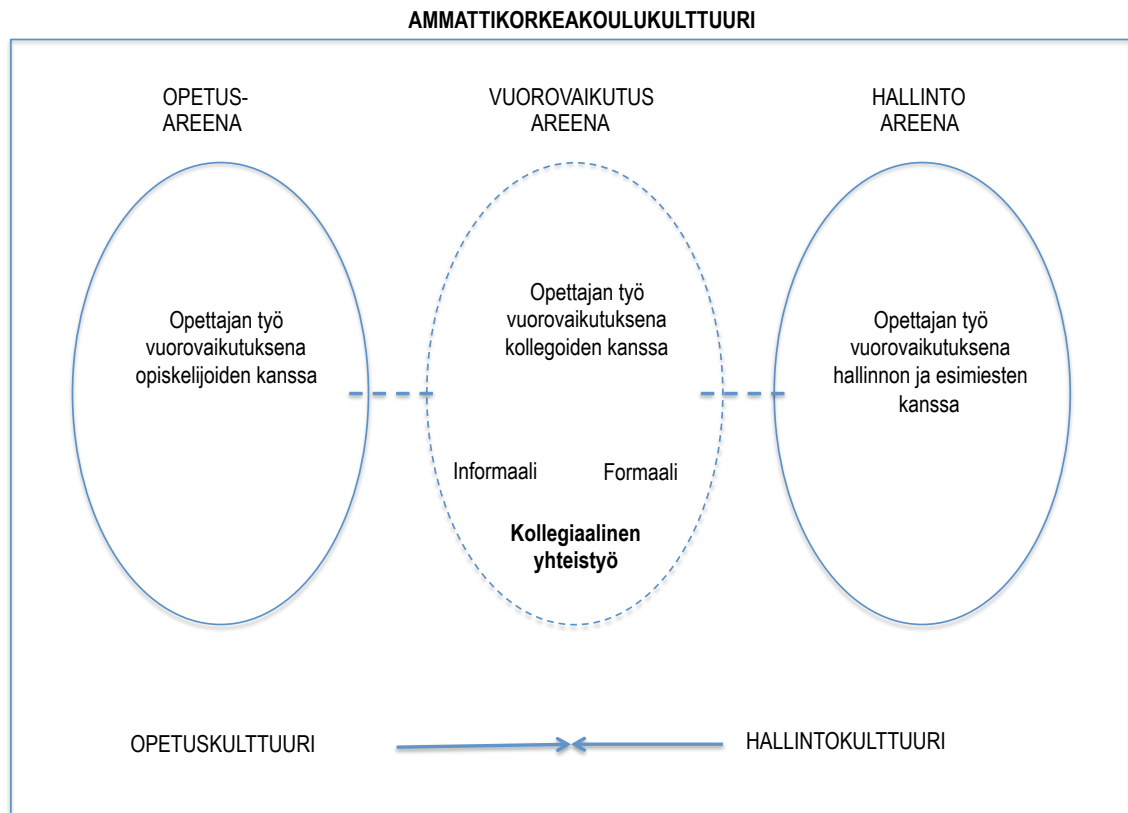 AMMATTIKORKEAKOULUKULTTUURI
OPETUS-
AREENA
VUOROVAIKUTUS
AREENA
HALLINTO
AREENA
Opettajan työ
vuorovaikutuksena
opiskelijoiden kanssa
Opettajan työ
vuorovaikutuksena
kollegoiden kanssa
Informaali
Formaali
Kollegiaalinen
yhteistyö
Opettajan työ
vuorovaikutuksena
hallinnon ja esimiesten
kanssa
OPETUSKULTTUURI
HALLINTOKULTTUURI